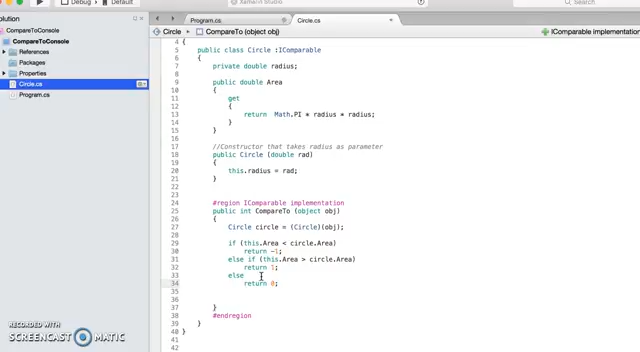 Debug
Default
Xamarin Studio
Search
olution
Program.cs
Circle.cs
Circle
CompareTo (object obj)
IComparable implementation
CompareToConsole
CompareToConsole
References
Packages
Properties
Circle.cs
Program.cs
4 {
5 public class Circle :IComparable
6 {
7 private double radius;
8
9 public double Area
10 {
11 get
12 {
13 return Math.PI * radius * radius;
14 }
15 }
16
17 //Constructor that takes radius as parameter
18 public Circle (double rad)
19 {
20 this.radius = rad;
21 }
22
23
24 #region IComparable implementation
25 public int CompareTo (object obj)
26 {
27 Circle circle = (Circle)(obj);
28
29 if (this.Area < circle.Area)
30 return -1;
31 else if (this.Area > circle.Area)
32 return 1;
33 else
34 return 0;
35
36
37 }
38 #endregion
39 }
40 }
41
42
RECORDED WITH
SCREENCAST MATIC